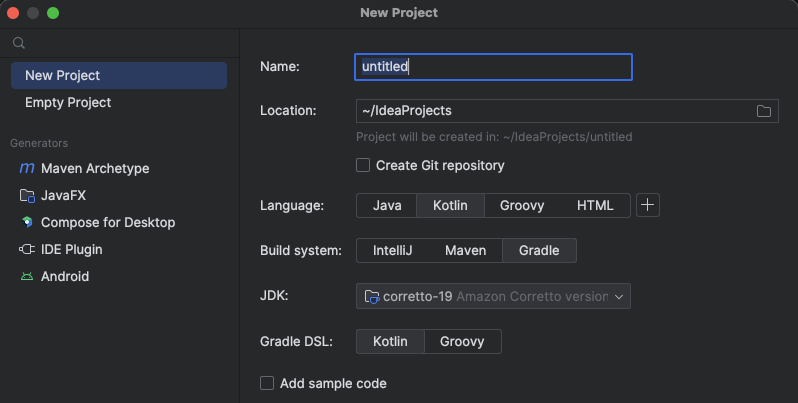 New Project
New Project
Empty Project
Generators
Maven Archetype
JavaFX
Compose for Desktop
IDE Plugin
Android
Name: untitled
Location: ~/IdeaProjects
Project will be created in: ~/IdeaProjects/untitled
Create Git repository
Language: Java Kotlin Groovy HTML +
Build system: IntelliJ Maven Gradle
JDK: corretto-19 Amazon Corretto version
Gradle DSL: Kotlin Groovy
Add sample code